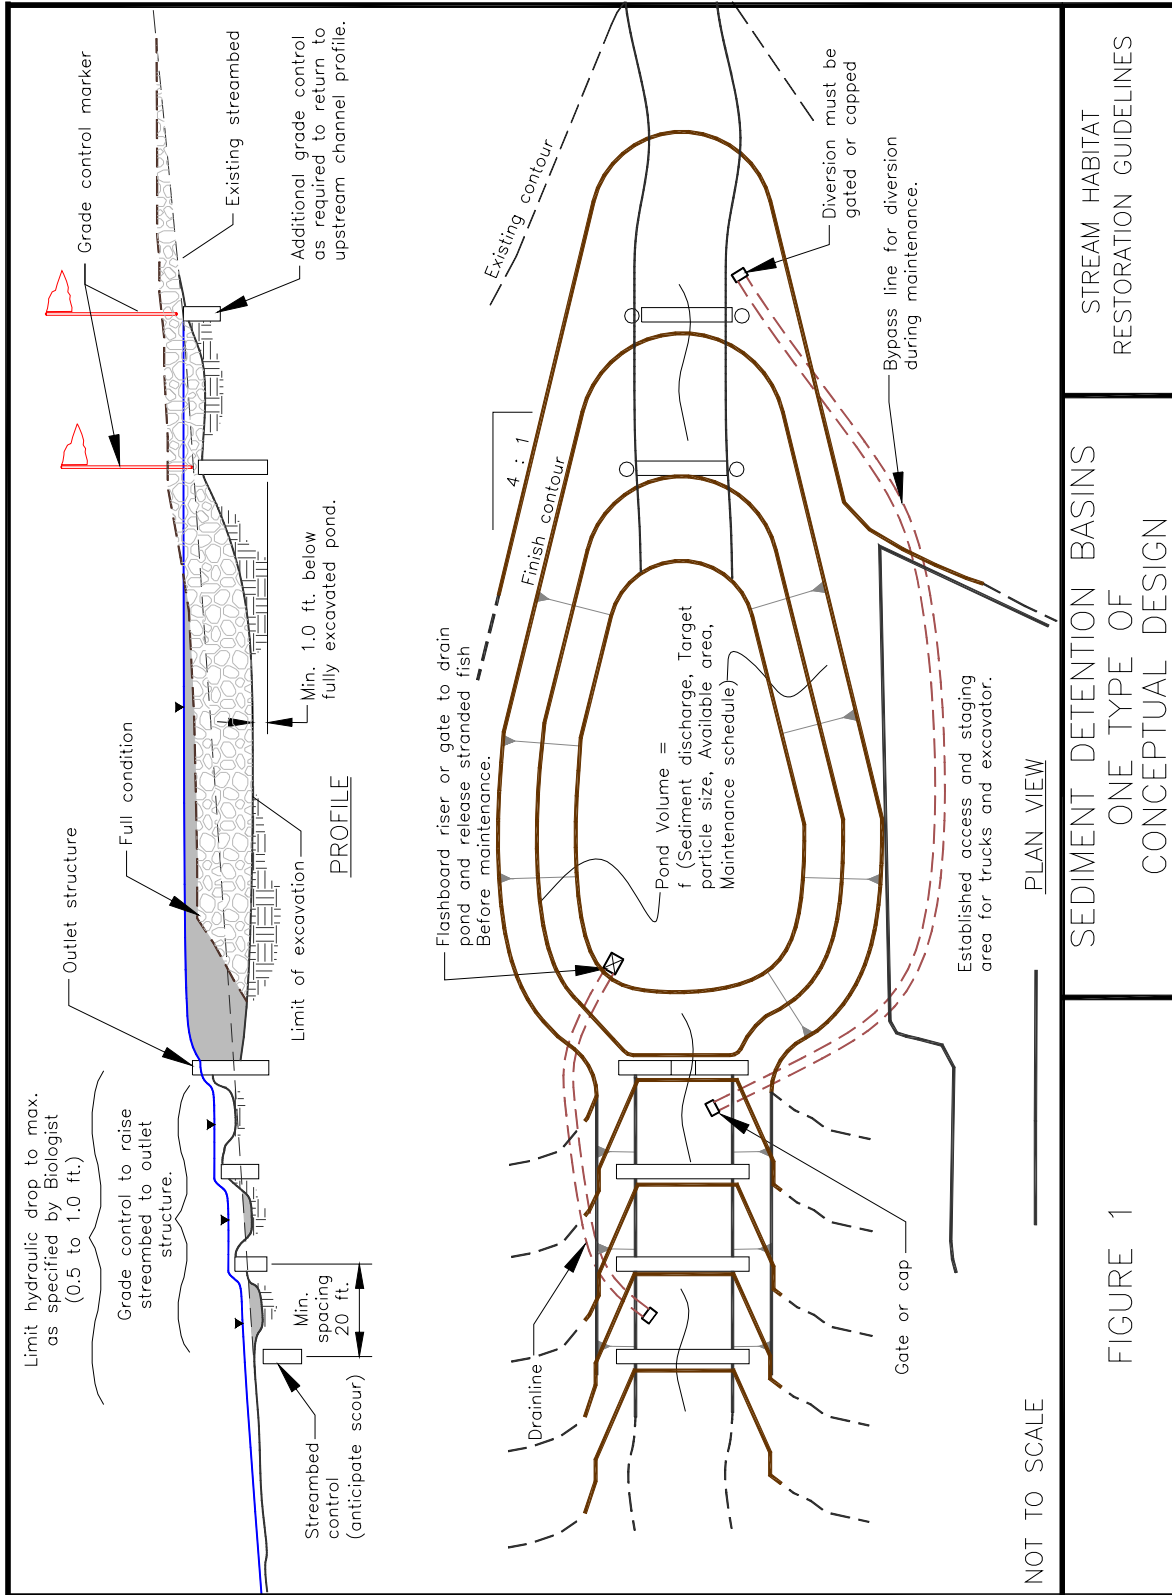 Limit hydraulic drop to max.
as specified by Biologist
(0.5 to 1.0 ft.)
Grade control to raise
streambed to outlet
structure.
Outlet structure
Full condition
Grade control marker
Existing streambed
Additional grade control
as required to return to
upstream channel profile.
Min.
spacing
20 ft.
Streambed
control
(anticipate scour)
Limit of excavation
Min. 1.0 ft. below
fully excavated pond.
PROFILE
Flashboard riser or gate to drain
pond and release stranded fish
Before maintenance.
4 : 1
Finish contour
Existing contour
Pond Volume =
f (Sediment discharge, Target
particle size, Available area,
Maintenance schedule)
Diversion must be
gated or capped
Bypass line for diversion
during maintenance.
Drainline
Gate or cap
Established access and staging
area for trucks and excavator.
PLAN VIEW
NOT TO SCALE
FIGURE 1
SEDIMENT DETENTION BASINS
ONE TYPE OF
CONCEPTUAL DESIGN
STREAM HABITAT
RESTORATION GUIDELINES